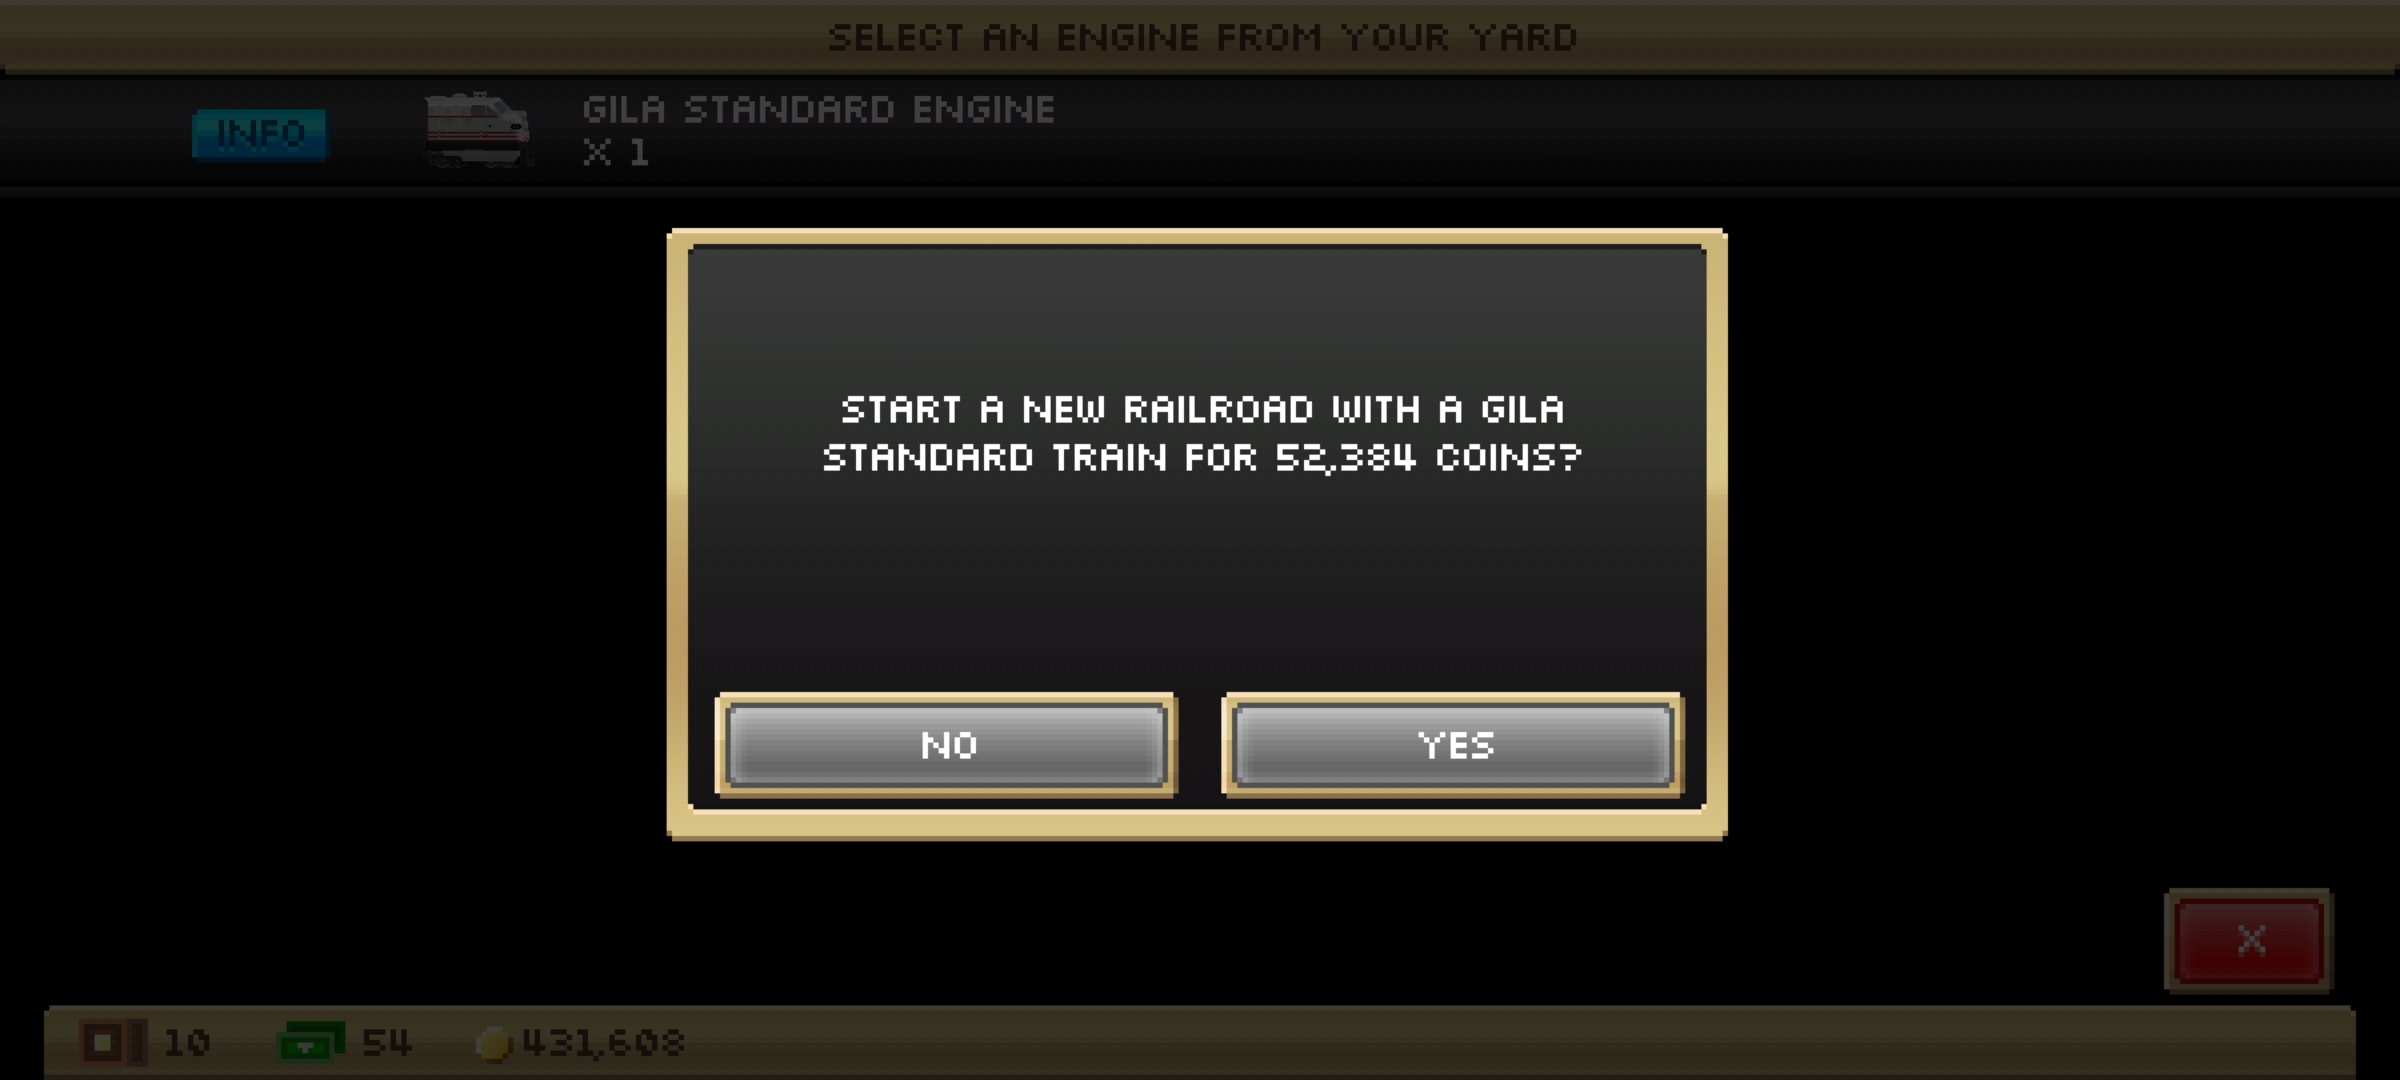 SELECT AN ENGINE FROM YOUR YARD
INFO
GILA STANDARD ENGINE
X 1
START A NEW RAILROAD WITH A GILA
STANDARD TRAIN FOR 52,384 COINS?
NO
YES
X
10
54
431,608